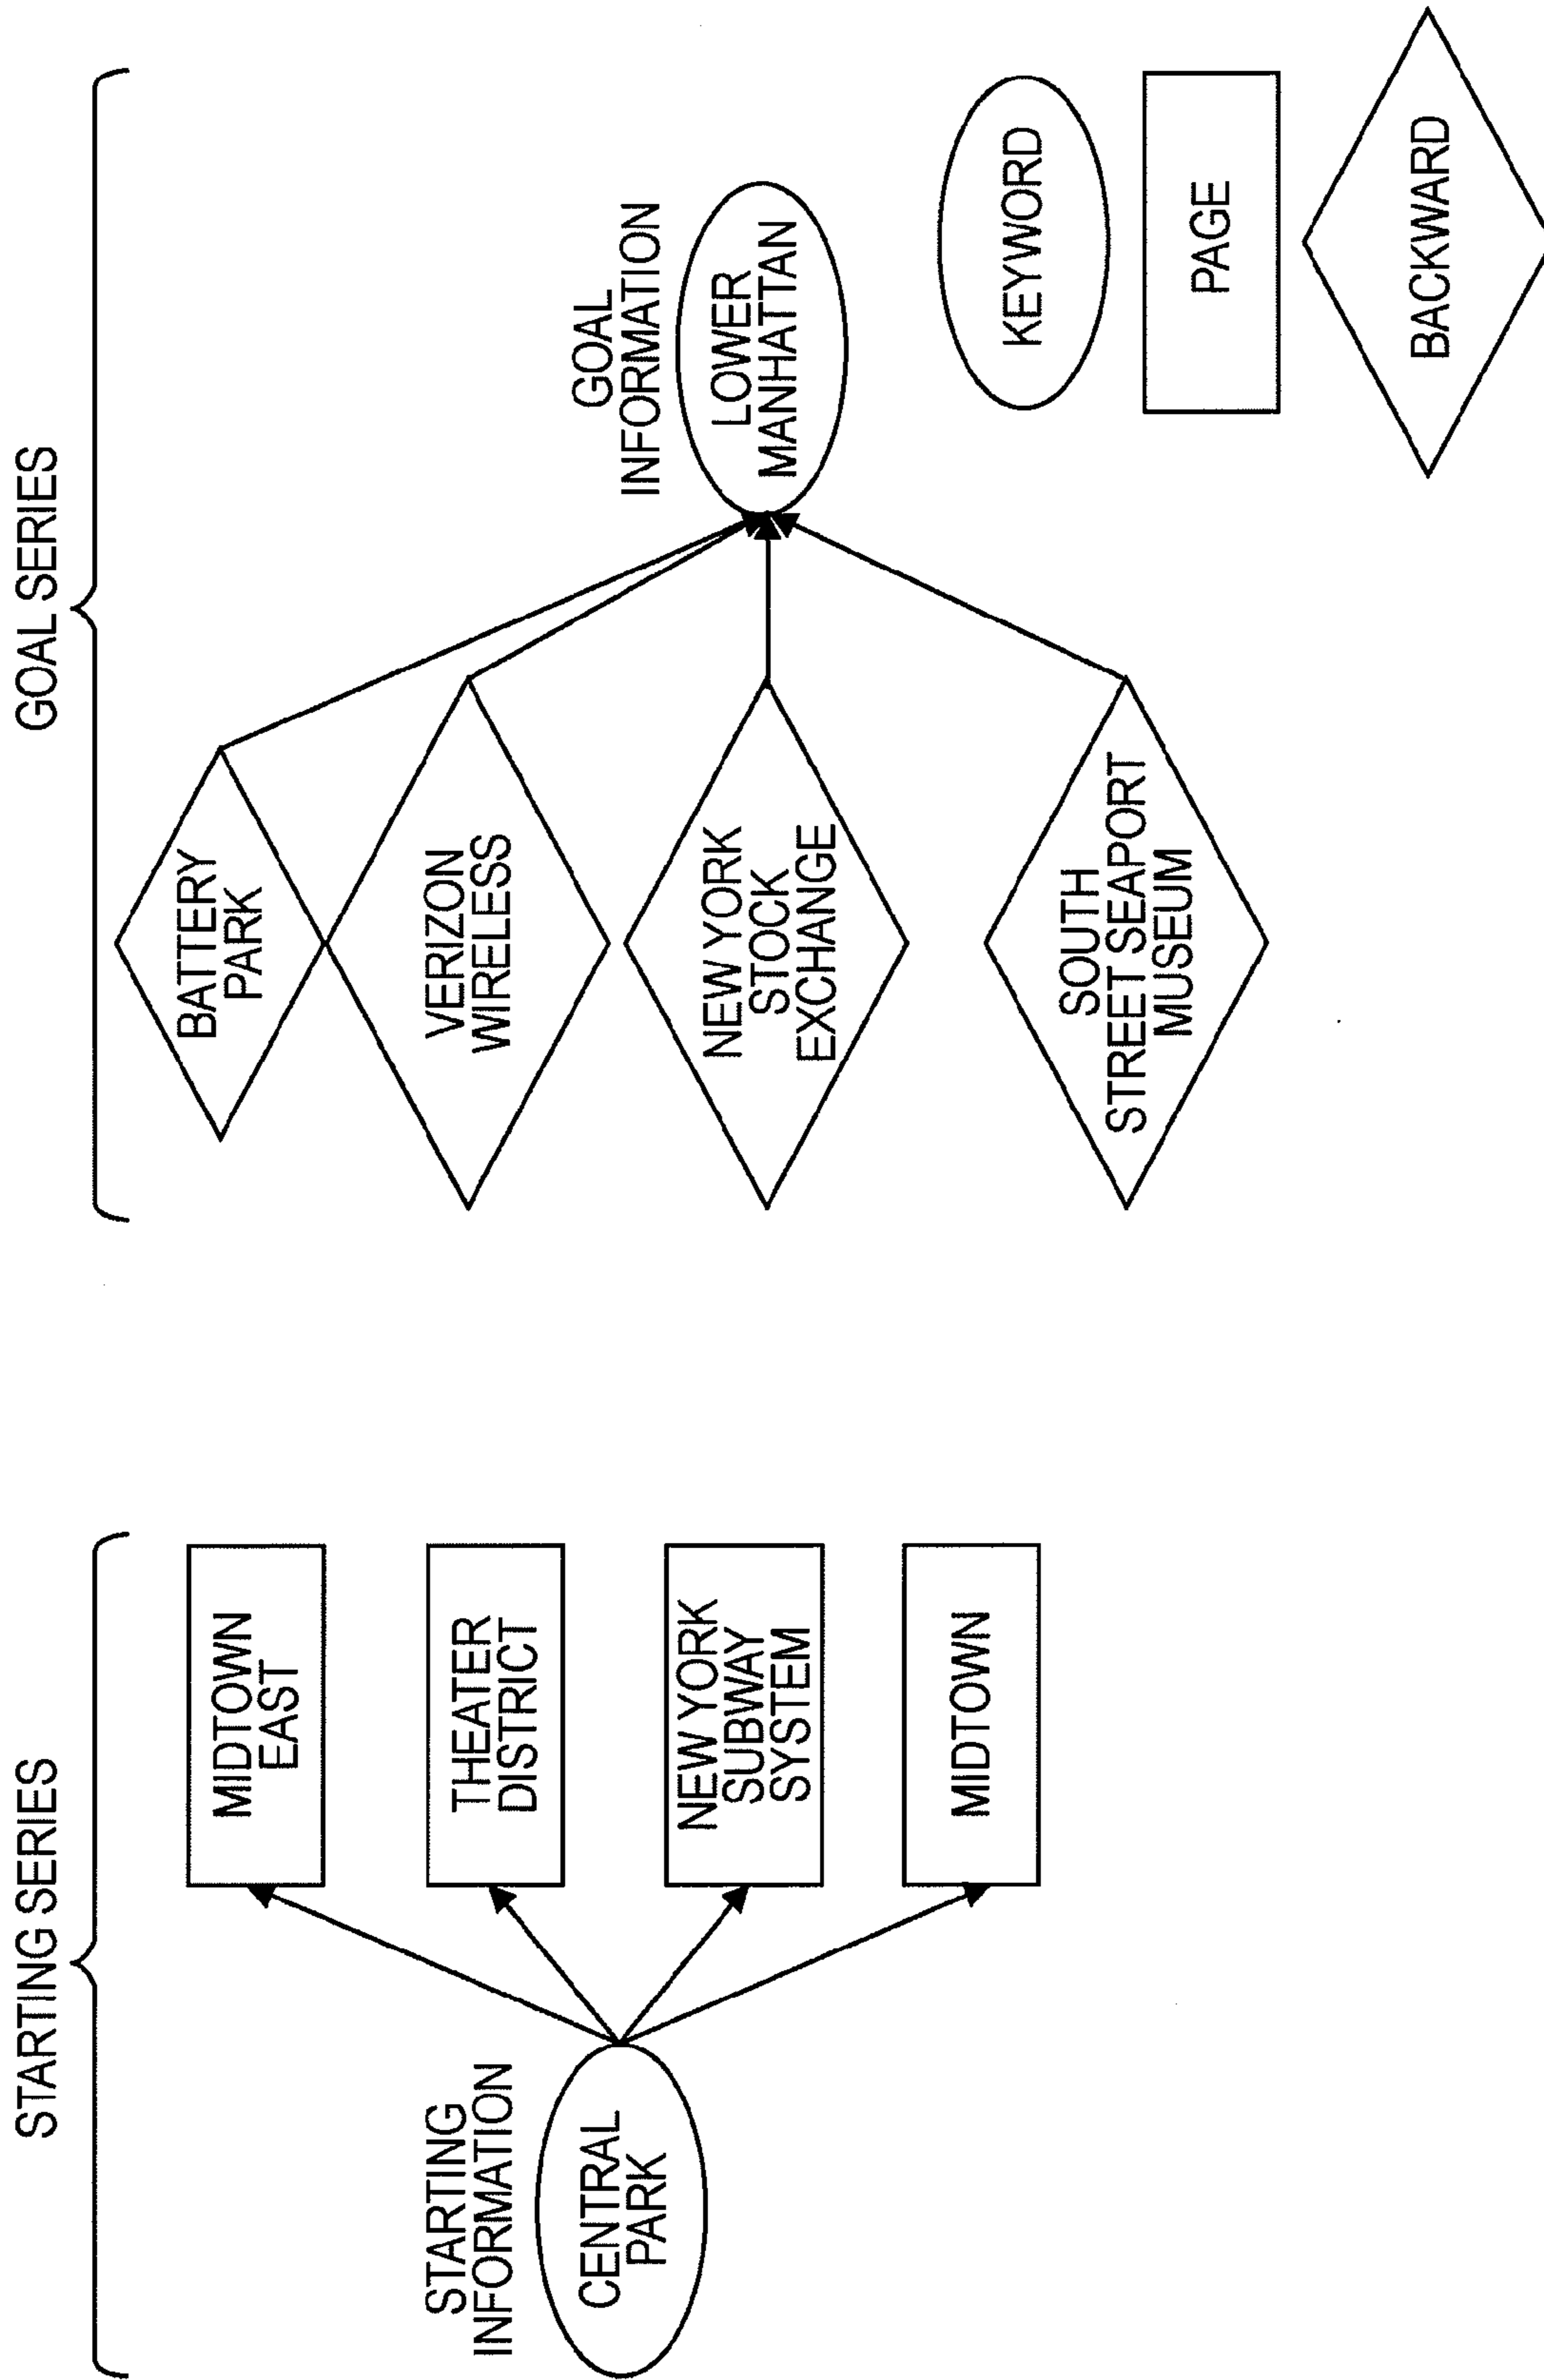 STARTING SERIES
STARTING
INFORMATION
CENTRAL
PARK
MIDTOWN
EAST
THEATER
DISTRICT
NEW YORK
SUBWAY
SYSTEM
MIDTOWN
GOAL SERIES
BATTERY
PARK
VERIZON
WIRELESS
NEW YORK
STOCK
EXCHANGE
SOUTH
STREET SEAPORT
MUSEUM
GOAL
INFORMATION
LOWER
MANHATTAN
KEYWORD
PAGE
BACKWARD